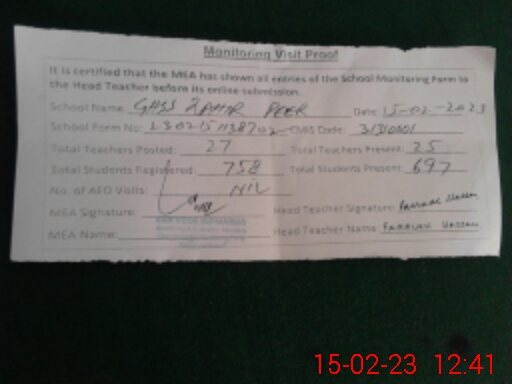 Monitoring Visit Proof
It is certified that the MEA has shown all entries of the School Monitoring Form to
the Head Teacher before its online submission.
School Name: GHSS ZAHIR PEER Date: 15-02-2023
School Form No: EMIS Code: 31310001
Total Teachers Posted: 27 Total Teachers Present: 25
Total Students Registered: 758 Total Students Present: 697
No. of AEO Visits: NIL
MEA Signature: Head Teacher Signature:
MEA Name: Head Teacher Name: HASSAN
15-02-23 12:41